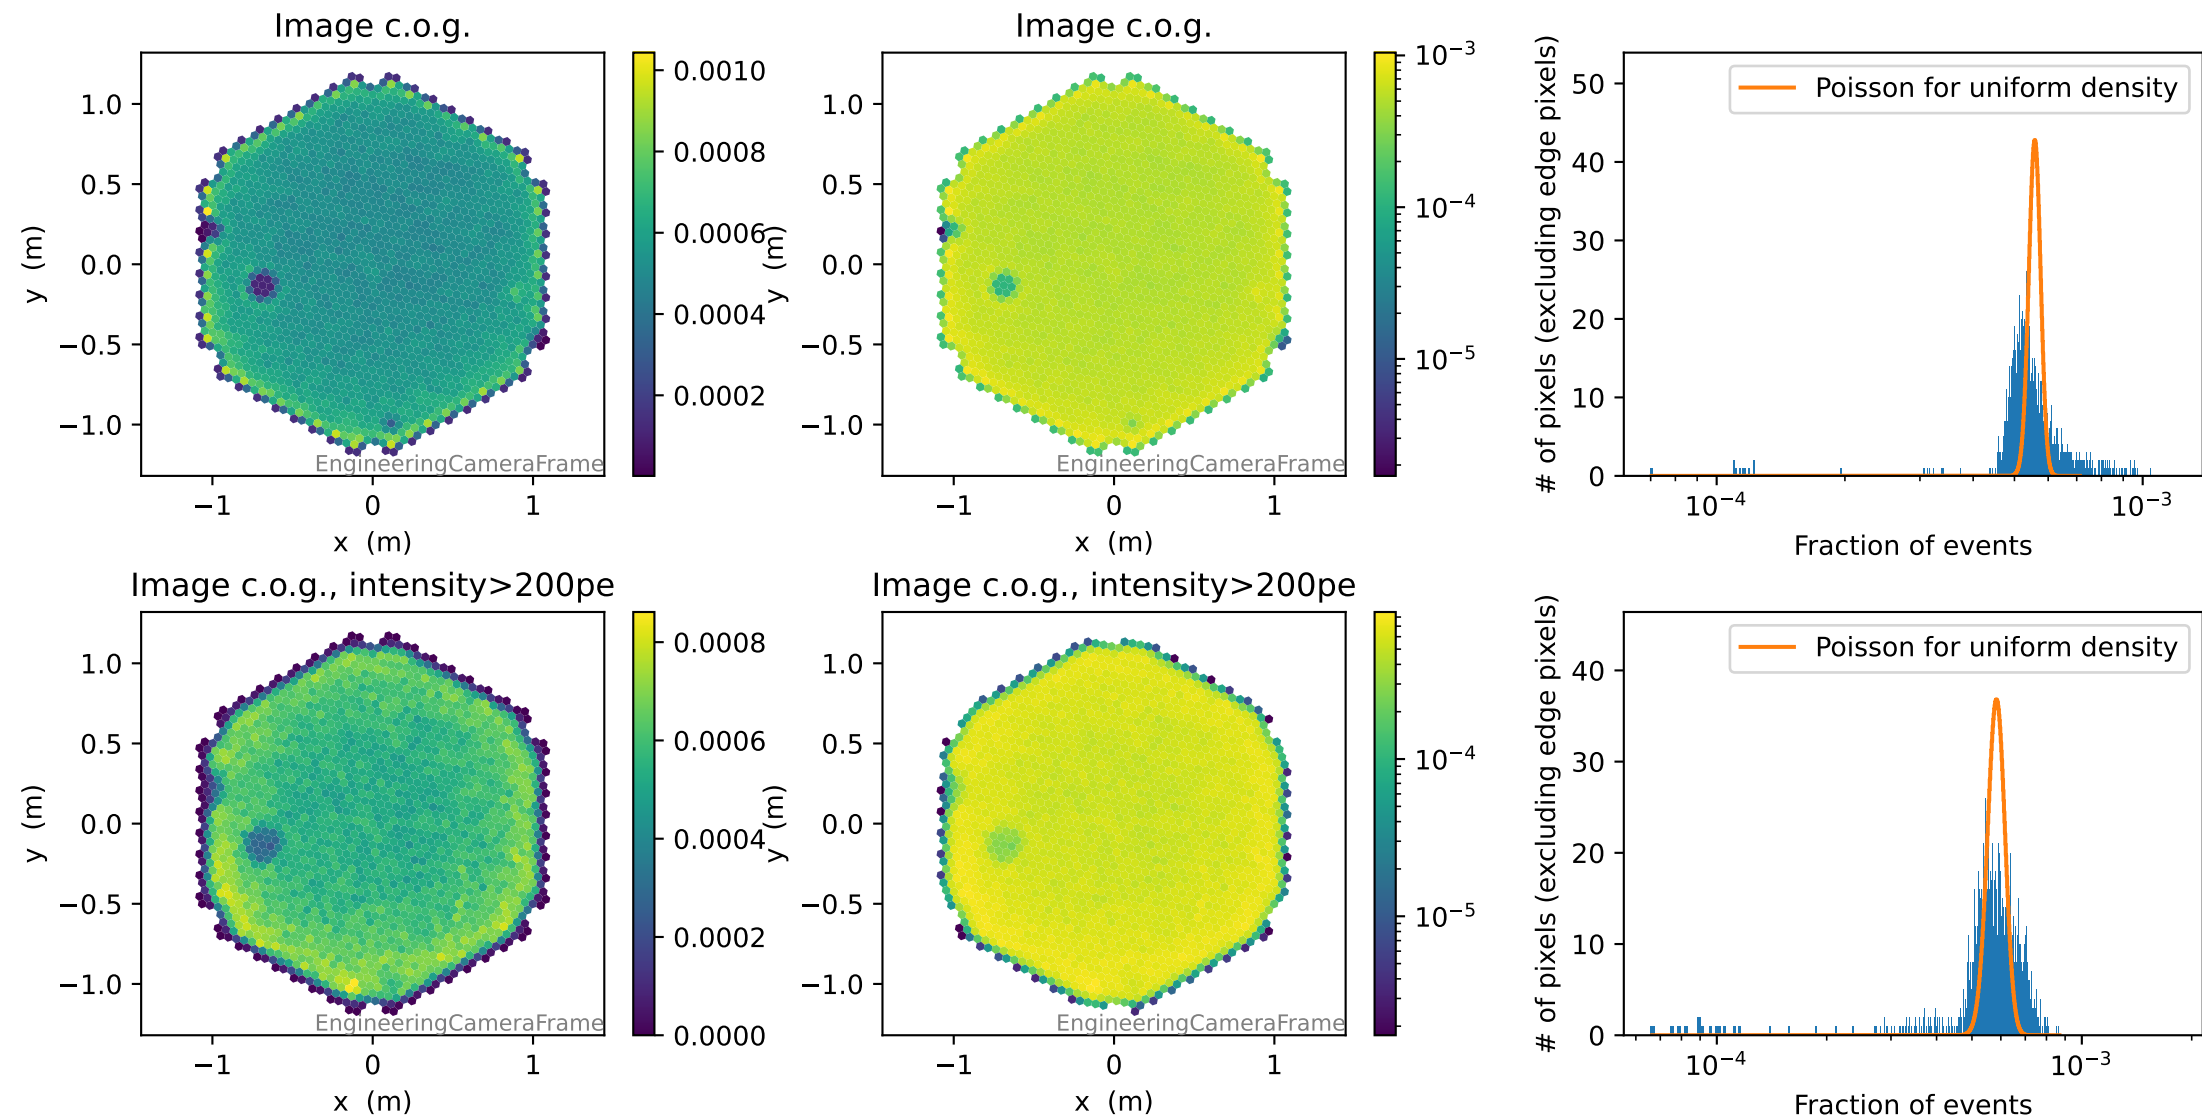 Image c.o.g.
1.0
0.5
0.0
−0.5
−1.0
y (m)
−1
0
1
x (m)
EngineeringCameraFrame
0.0010
0.0008
0.0006
0.0004
0.0002
Image c.o.g.
1.0
0.5
0.0
−0.5
−1.0
y (m)
−1
0
1
x (m)
EngineeringCameraFrame
10⁻³
10⁻⁴
10⁻⁵
Poisson for uniform density
50
40
30
20
10
0
# of pixels (excluding edge pixels)
10⁻⁴
10⁻³
Fraction of events
Image c.o.g., intensity>200pe
1.0
0.5
0.0
−0.5
−1.0
y (m)
−1
0
1
x (m)
EngineeringCameraFrame
0.0008
0.0006
0.0004
0.0002
0.0000
Image c.o.g., intensity>200pe
1.0
0.5
0.0
−0.5
−1.0
y (m)
−1
0
1
x (m)
EngineeringCameraFrame
10⁻⁴
10⁻⁵
Poisson for uniform density
40
30
20
10
0
# of pixels (excluding edge pixels)
10⁻⁴
10⁻³
Fraction of events